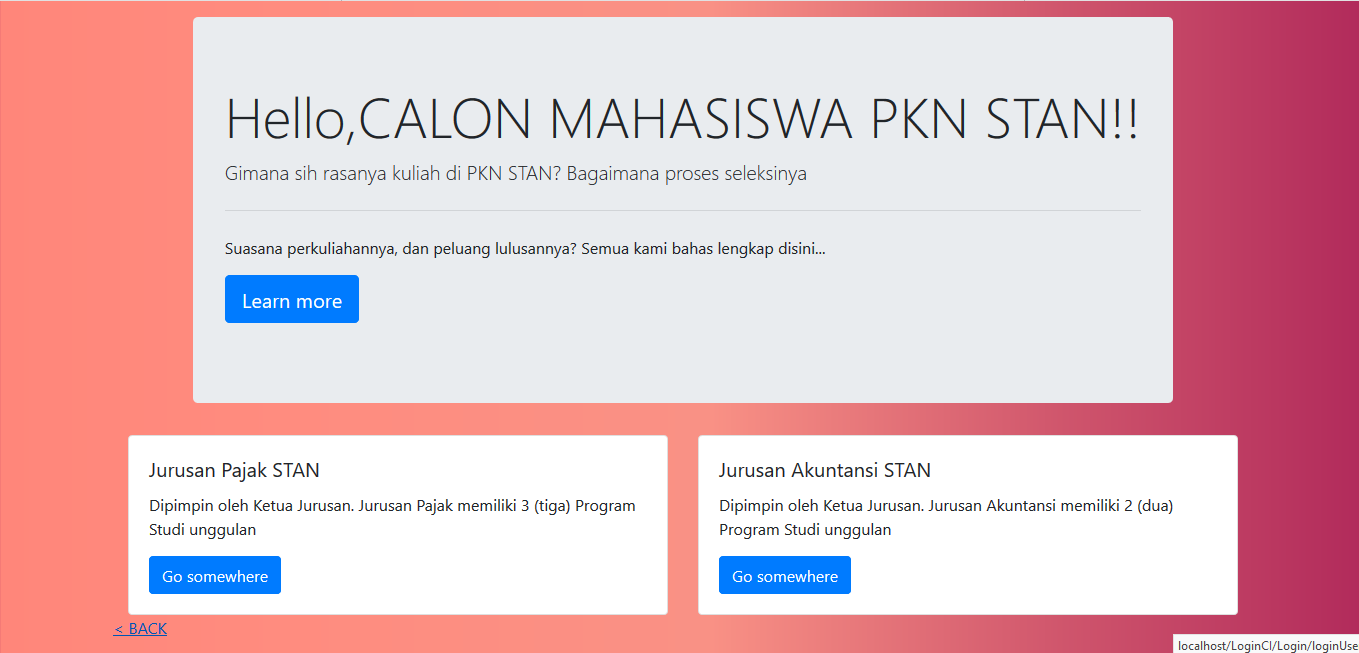 Hello,CALON MAHASISWA PKN STAN!!
Gimana sih rasanya kuliah di PKN STAN? Bagaimana proses seleksinya
Suasana perkuliahannya, dan peluang lulusannya? Semua kami bahas lengkap disini...
Learn more
Jurusan Pajak STAN
Dipimpin oleh Ketua Jurusan. Jurusan Pajak memiliki 3 (tiga) Program
Studi unggulan
Go somewhere
Jurusan Akuntansi STAN
Dipimpin oleh Ketua Jurusan. Jurusan Akuntansi memiliki 2 (dua)
Program Studi unggulan
Go somewhere
< BACK
localhost/LoginCI/Login/loginUse